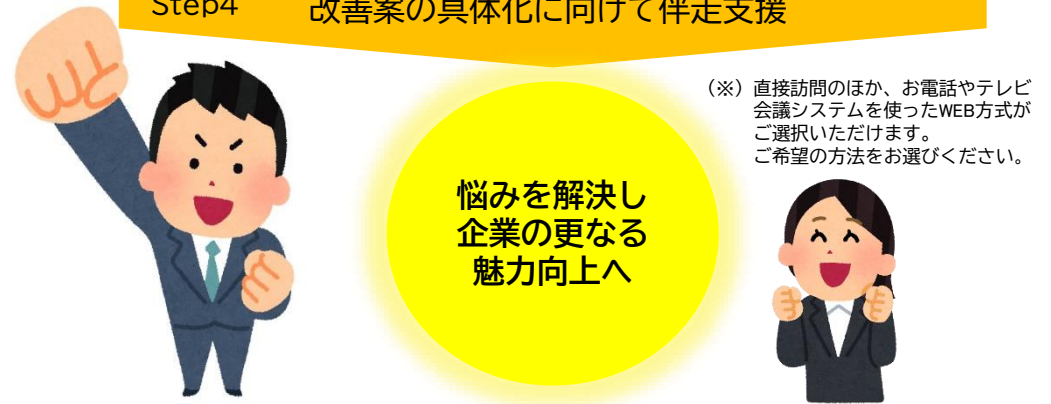 Step4 改善案の具体化に向けて伴走支援
（※）直接訪問のほか、お電話やテレビ
会議システムを使ったWEB方式が
ご選択いただけます。
ご希望の方法をお選びください。
悩みを解決し
企業の更なる
魅力向上へ